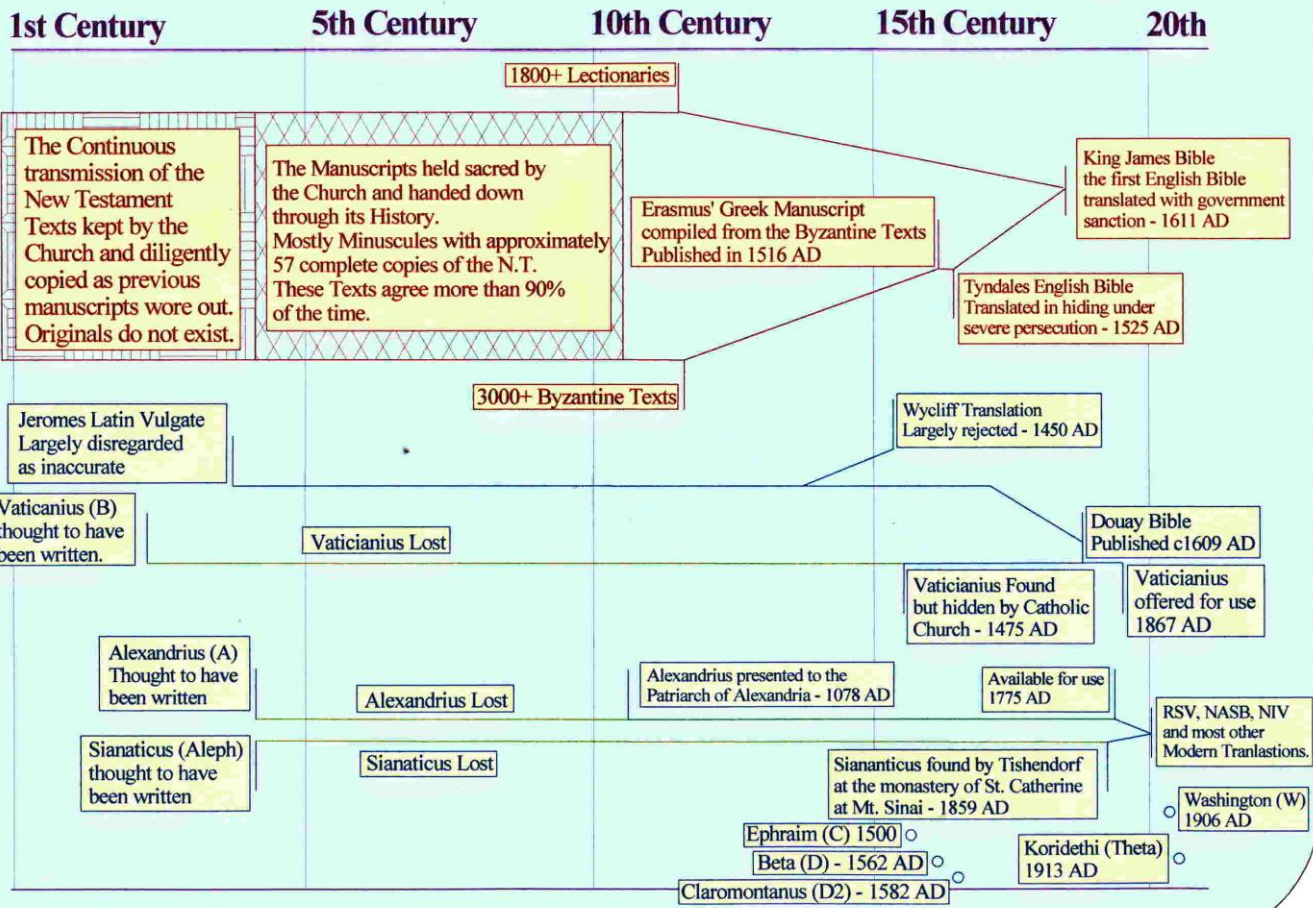 1st Century 5th Century 10th Century 15th Century 20th
1800+ Lectionaries
The Continuous
transmission of the
New Testament
Texts kept by the
Church and diligently
copied as previous
manuscripts wore out.
Originals do not exist.
The Manuscripts held sacred by
the Church and handed down
through its History.
Mostly Minuscules with approximately
57 complete copies of the N.T.
These Texts agree more than 90%
of the time.
Erasmus' Greek Manuscript
compiled from the Byzantine Texts
Published in 1516 AD
King James Bible
the first English Bible
translated with government
sanction - 1611 AD
Tyndales English Bible
Translated in hiding under
severe persecution - 1525 AD
3000+ Byzantine Texts
Jeromes Latin Vulgate
Largely disregarded
as inaccurate
Wycliff Translation
Largely rejected - 1450 AD
Vaticanius (B)
thought to have
been written.
Vaticianius Lost
Douay Bible
Published c1609 AD
Vaticianius Found
but hidden by Catholic
Church - 1475 AD
Vaticianius
offered for use
1867 AD
Alexandrius (A)
Thought to have
been written
Alexandrius Lost
Alexandrius presented to the
Patriarch of Alexandria - 1078 AD
Available for use
1775 AD
RSV, NASB, NIV
and most other
Modern Tranlastions.
Sianaticus (Aleph)
thought to have
been written
Sianaticus Lost
Siananticus found by Tishendorf
at the monastery of St. Catherine
at Mt. Sinai - 1859 AD
Washington (W)
1906 AD
Ephraim (C) 1500
Beta (D) - 1562 AD
Claromontanus (D2) - 1582 AD
Koridethi (Theta)
1913 AD